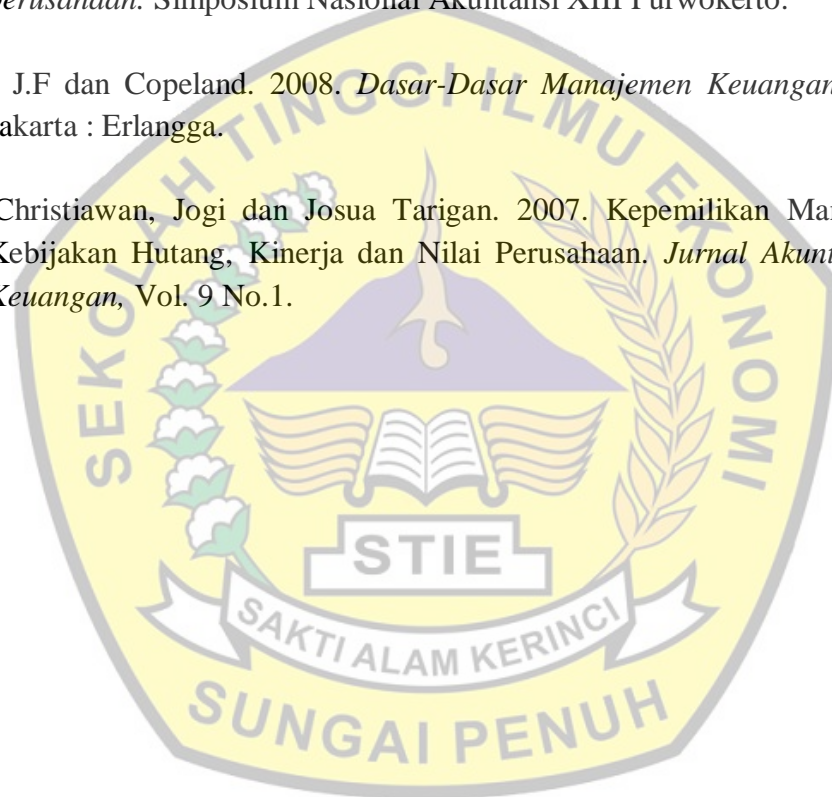 perusahaan. Simposium Nasional Akuntansi XIII Purwokerto.
J.F dan Copeland. 2008. Dasar-Dasar Manajemen Keuangan
akarta : Erlangga.
Christiawan, Jogi dan Josua Tarigan. 2007. Kepemilikan
Kebijakan Hutang, Kinerja dan Nilai Perusahaan. Jurnal
Keuangan, Vol. 9 No.1.
SEKOLAH TINGGI ILMU EKONOMI
STIE
SAKTI ALAM KERINCI
SUNGAI PENUH